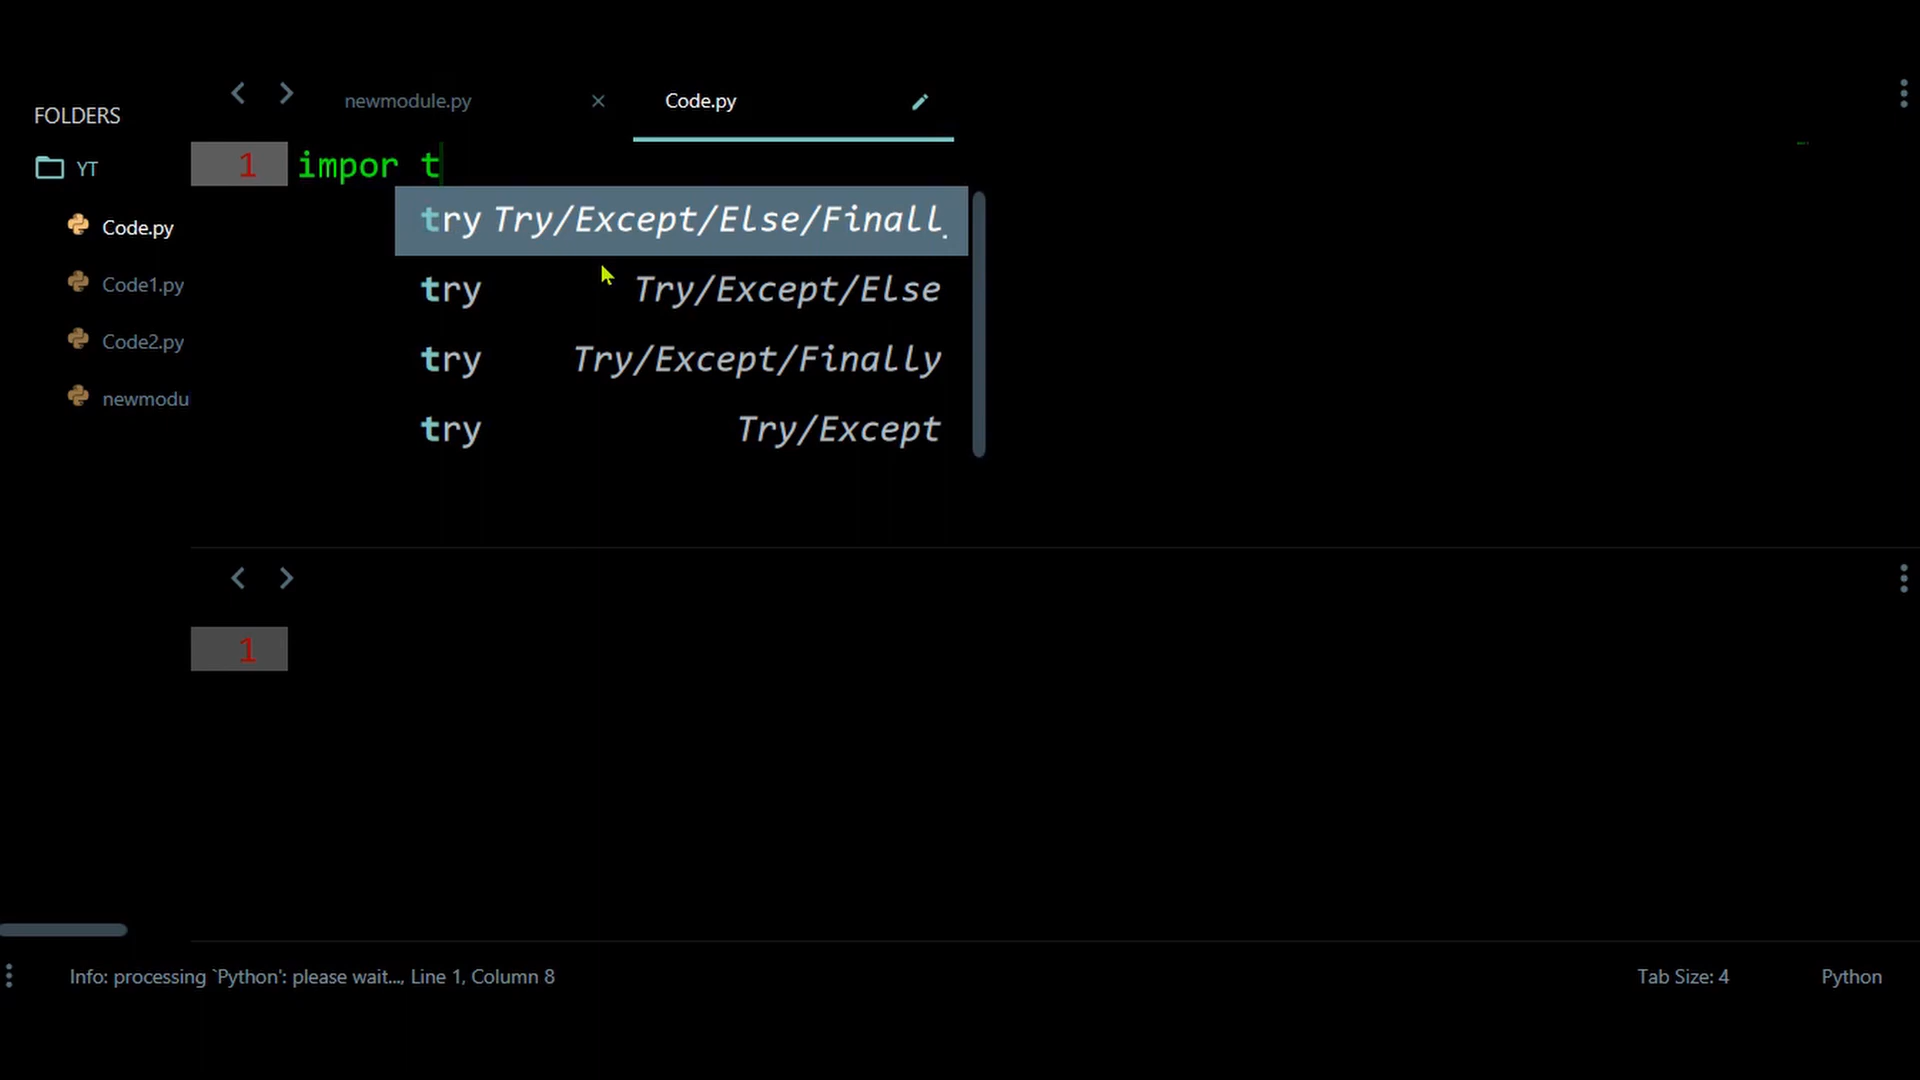 FOLDERS
YT
Code.py
Code1.py
Code2.py
newmodu
newmodule.py
Code.py
1 impor t
try Try/Except/Else/Finall
try Try/Except/Else
try Try/Except/Finally
try Try/Except
1
Info: processing `Python': please wait..., Line 1, Column 8
Tab Size: 4
Python